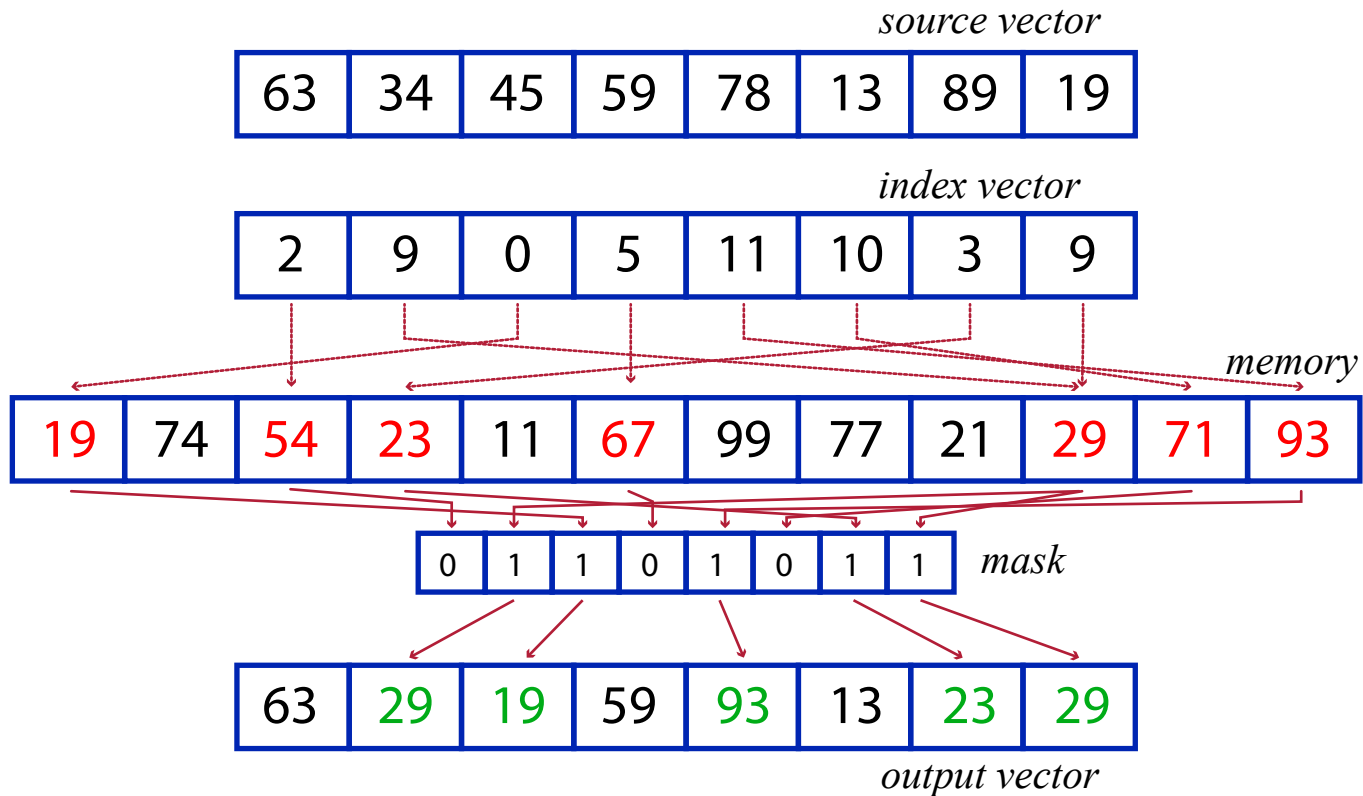 source vector
63 34 45 59 78 13 89 19
index vector
2 9 0 5 11 10 3 9
memory
19 74 54 23 11 67 99 77 21 29 71 93
0 1 1 0 1 0 1 1 mask
63 29 19 59 93 13 23 29
output vector